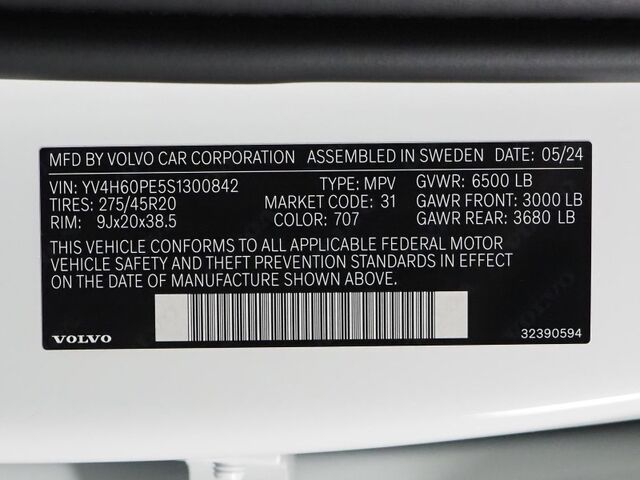 MFD BY VOLVO CAR CORPORATION ASSEMBLED IN SWEDEN DATE: 05/24
VIN: YV4H60PE5S1300842 TYPE: MPV GVWR: 6500 LB
TIRES: 275/45R20 MARKET CODE: 31 GAWR FRONT: 3000 LB
RIM: 9Jx20x38.5 COLOR: 707 GAWR REAR: 3680 LB
THIS VEHICLE CONFORMS TO ALL APPLICABLE FEDERAL MOTOR
VEHICLE SAFETY AND THEFT PREVENTION STANDARDS IN EFFECT
ON THE DATE OF MANUFACTURE SHOWN ABOVE.
VOLVO 32390594